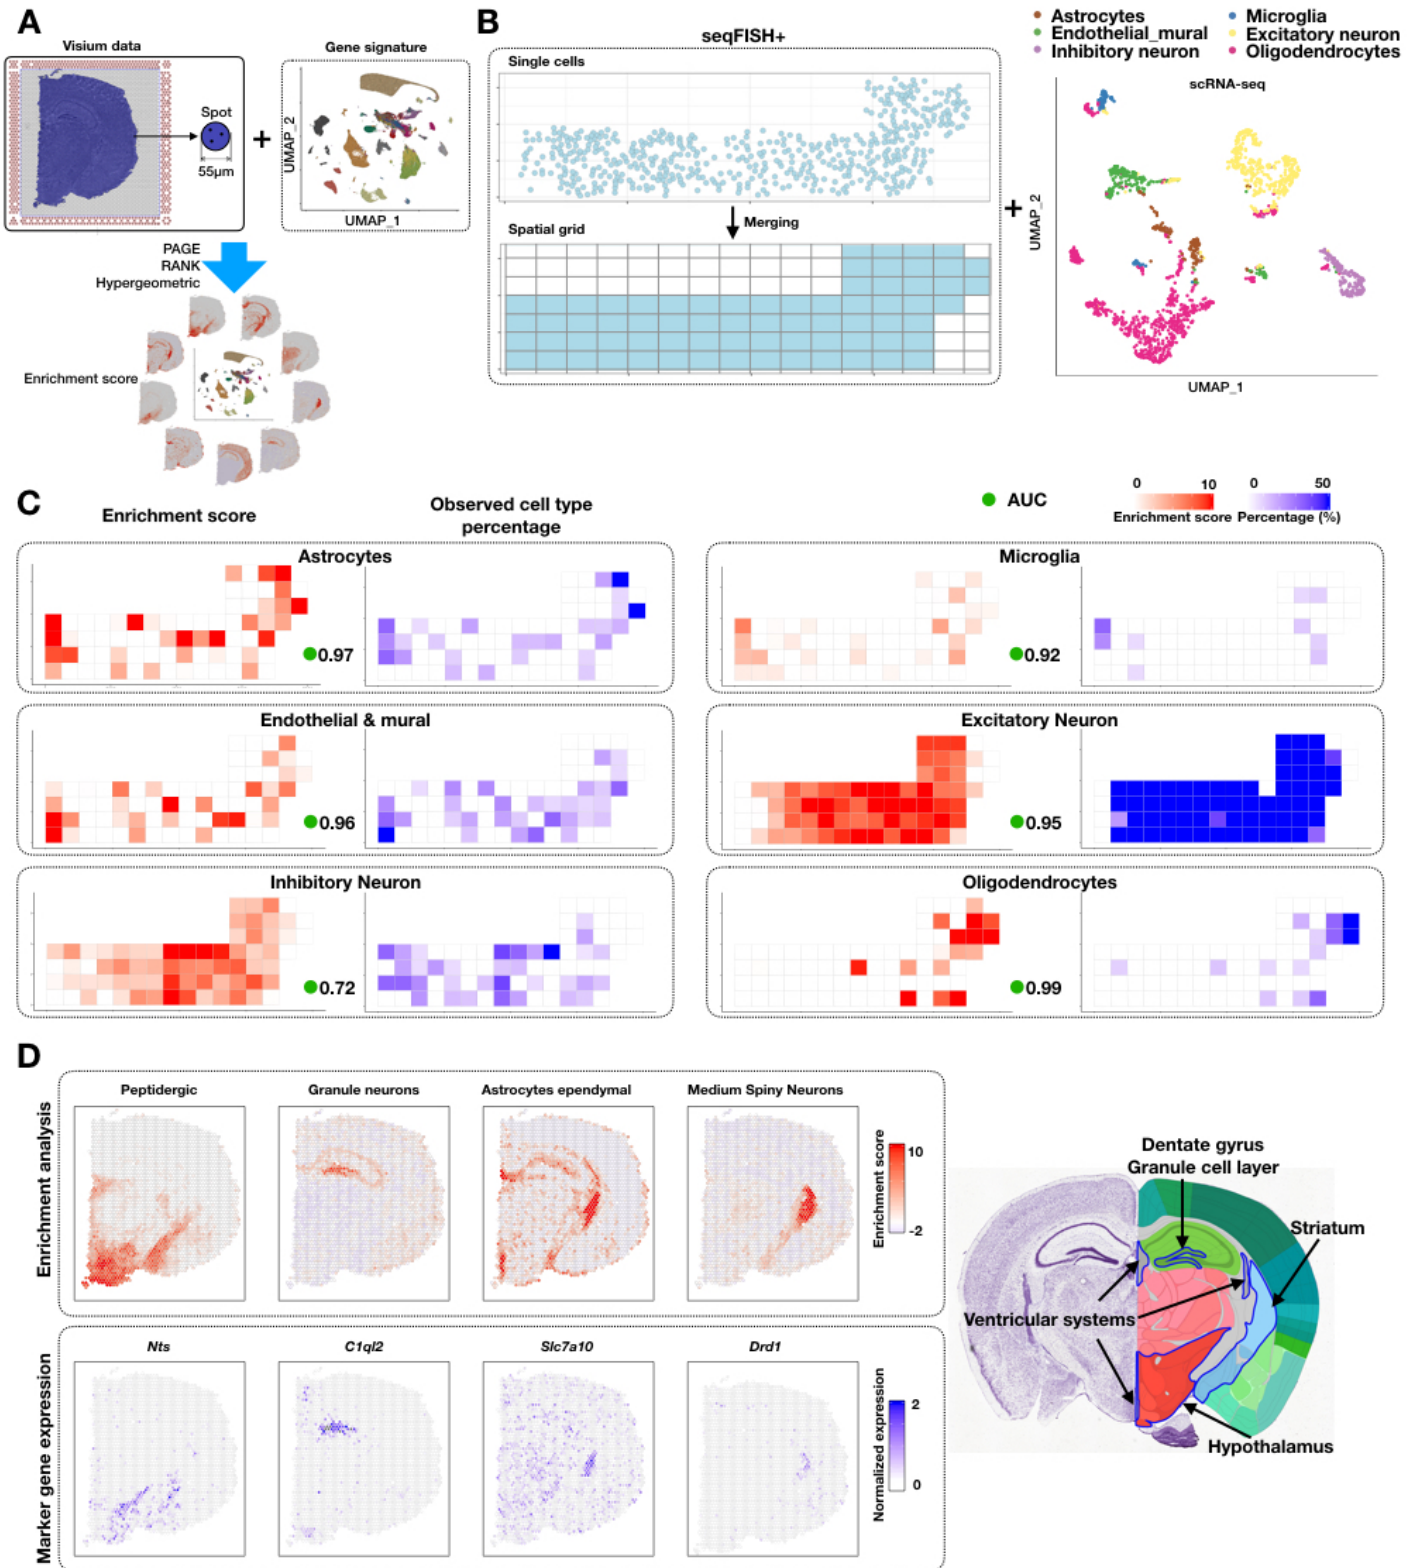 A
Visium data
Spot
55μm
+
Gene signature
UMAP_2
UMAP_1
PAGE
RANK
Hypergeometric
Enrichment score
B
seqFISH+
Single cells
Merging
Spatial grid
+
Astrocytes
Endothelial_mural
Inhibitory neuron
Microglia
Excitatory neuron
Oligodendrocytes
scRNA-seq
UMAP_2
UMAP_1
C
Enrichment score
Observed cell type
percentage
AUC
0 10
Enrichment score
0 50
Percentage (%)
Astrocytes
0.97
Microglia
0.92
Endothelial & mural
0.96
Excitatory Neuron
0.95
Inhibitory Neuron
0.72
Oligodendrocytes
0.99
D
Enrichment analysis
Peptidergic
Granule neurons
Astrocytes ependymal
Medium Spiny Neurons
Enrichment score
10
-2
Marker gene expression
Nts
C1ql2
Slc7a10
Drd1
Normalized expression
2
0
Dentate gyrus
Granule cell layer
Striatum
Ventricular systems
Hypothalamus